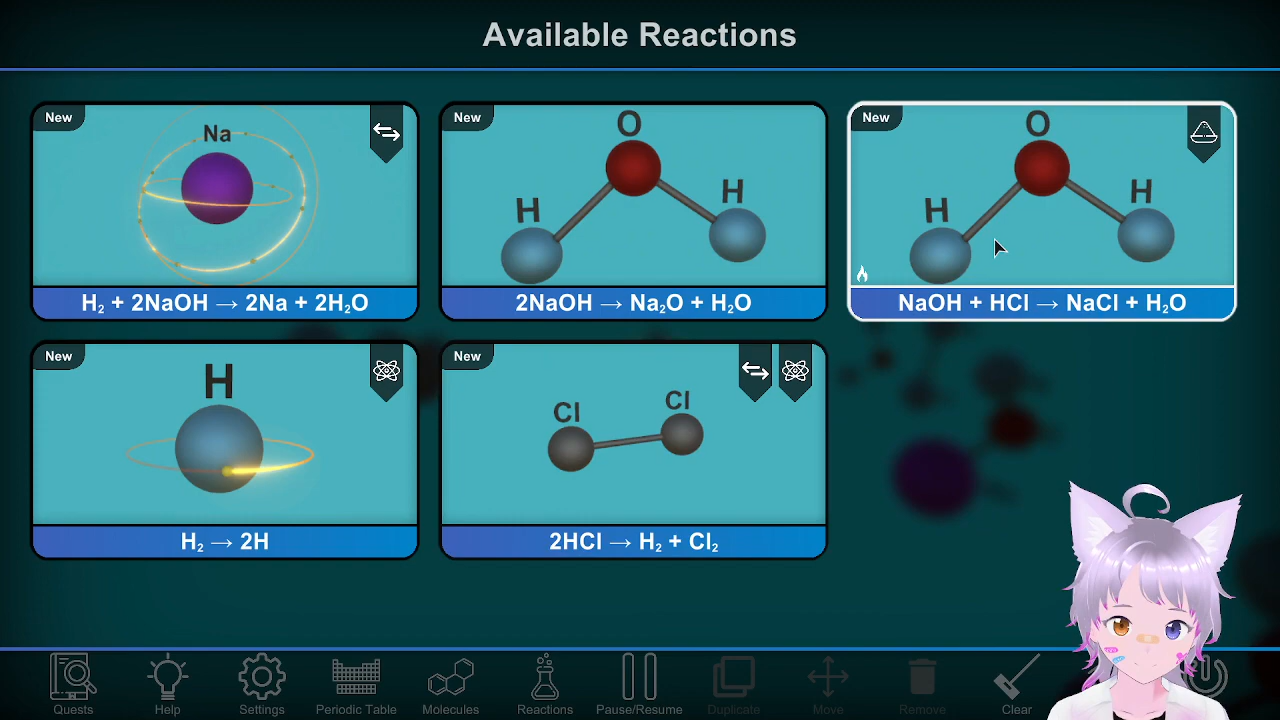 Available Reactions
New
Na
H₂ + 2NaOH → 2Na + 2H₂O
New
O
H
H
2NaOH → Na₂O + H₂O
New
O
H
H
NaOH + HCl → NaCl + H₂O
New
H
H₂ → 2H
New
Cl
Cl
2HCl → H₂ + Cl₂
Quests
Help
Settings
Periodic Table
Molecules
Reactions
Pause/Resume
Duplicate
Move
Remove
Clear